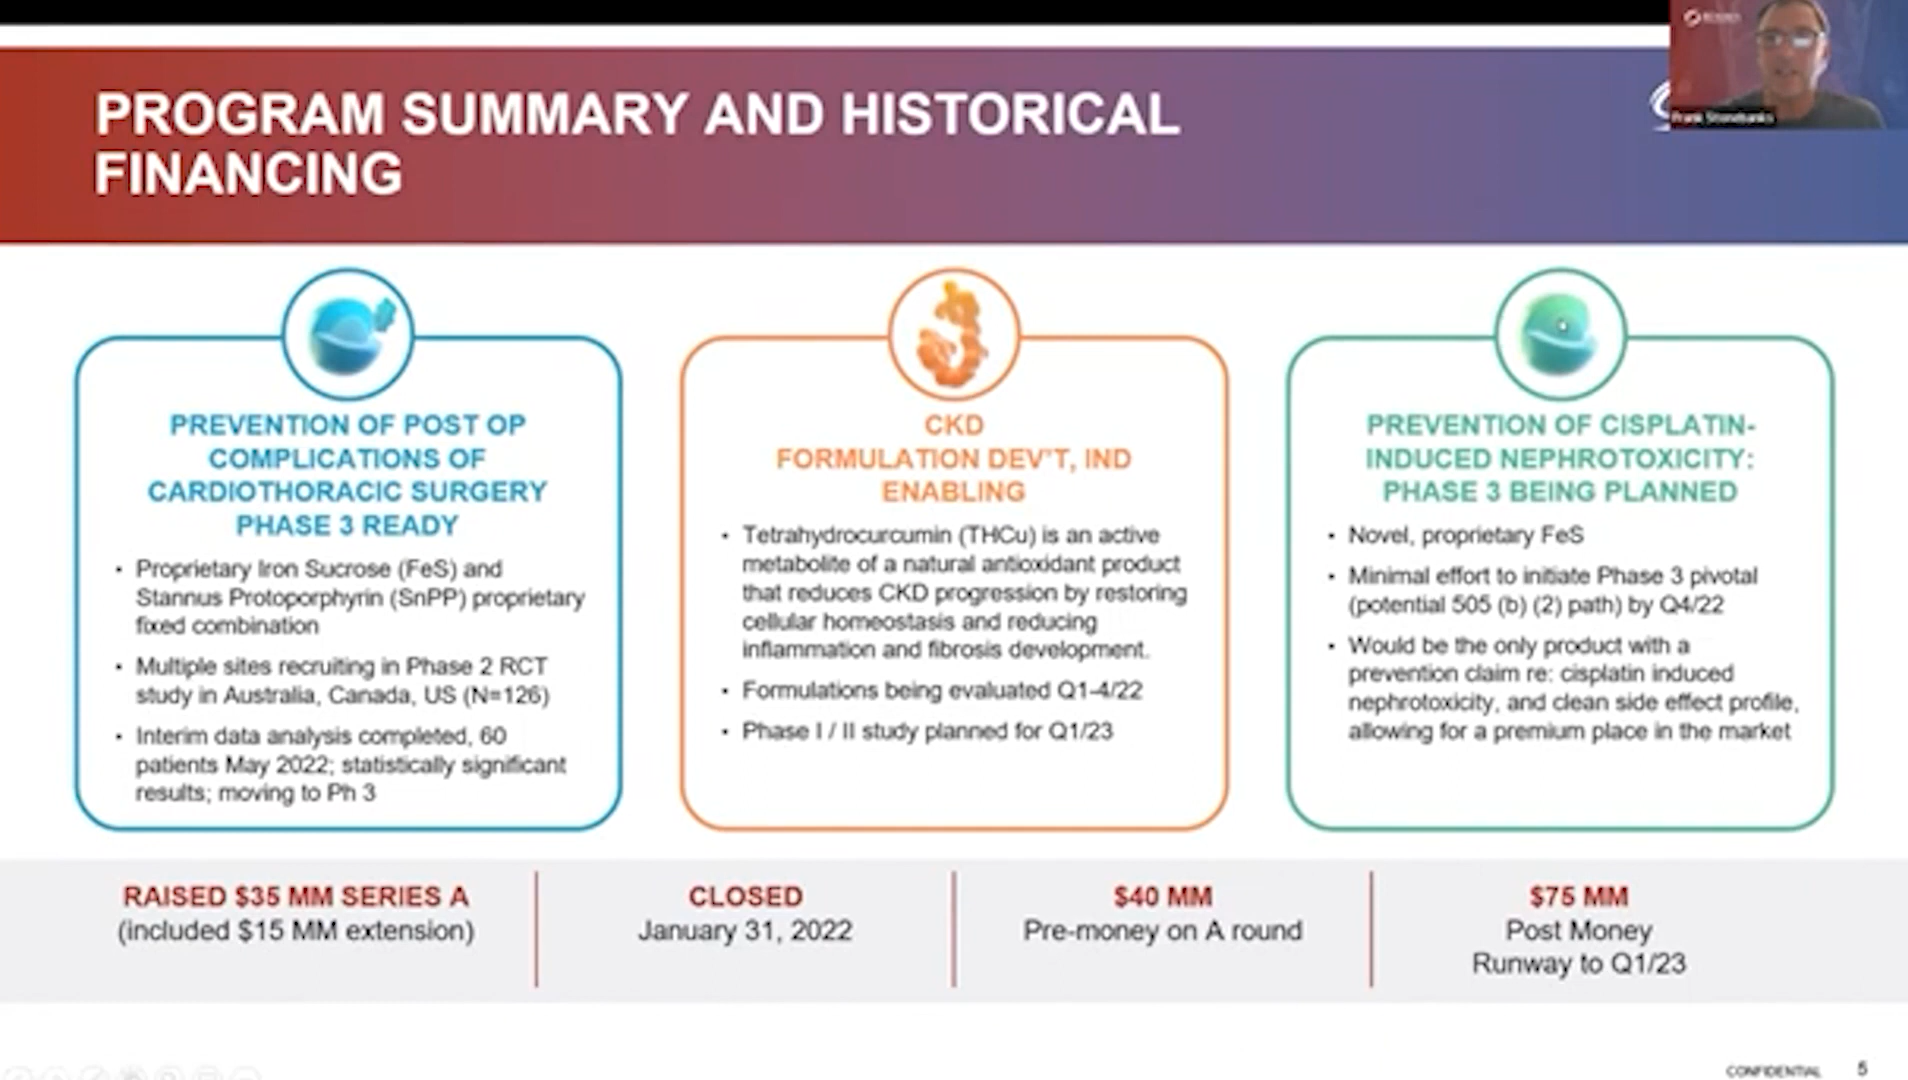 PROGRAM SUMMARY AND HISTORICAL
FINANCING
Frank Stonebanks
PREVENTION OF POST OP
COMPLICATIONS OF
CARDIOTHORACIC SURGERY
PHASE 3 READY
• Proprietary Iron Sucrose (FeS) and
Stannus Protoporphyrin (SnPP) proprietary
fixed combination
• Multiple sites recruiting in Phase 2 RCT
study in Australia, Canada, US (N=126)
• Interim data analysis completed, 60
patients May 2022; statistically significant
results; moving to Ph 3
CKD
FORMULATION DEV'T, IND
ENABLING
• Tetrahydrocurcumin (THCu) is an active
metabolite of a natural antioxidant product
that reduces CKD progression by restoring
cellular homeostasis and reducing
inflammation and fibrosis development.
• Formulations being evaluated Q1-4/22
• Phase I / II study planned for Q1/23
PREVENTION OF CISPLATIN-
INDUCED NEPHROTOXICITY:
PHASE 3 BEING PLANNED
• Novel, proprietary FeS
• Minimal effort to initiate Phase 3 pivotal
(potential 505 (b) (2) path) by Q4/22
• Would be the only product with a
prevention claim re: cisplatin induced
nephrotoxicity, and clean side effect profile,
allowing for a premium place in the market
RAISED $35 MM SERIES A
(included $15 MM extension)
CLOSED
January 31, 2022
$40 MM
Pre-money on A round
$75 MM
Post Money
Runway to Q1/23
CONFIDENTIAL 5